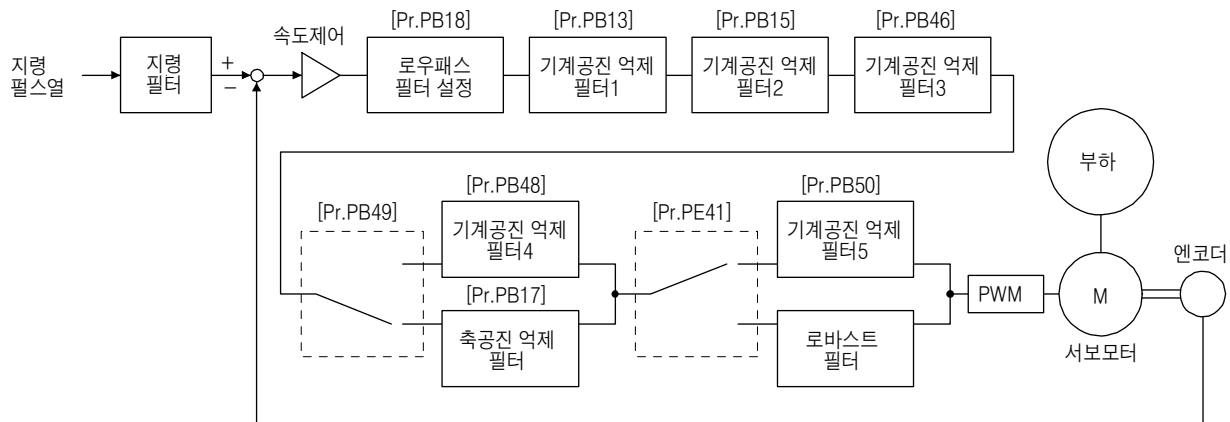 지령
펄스열
지령
필터
+
−
속도제어
[Pr.PB18]
로우패스
필터 설정
[Pr.PB13]
기계공진 억제
필터1
[Pr.PB15]
기계공진 억제
필터2
[Pr.PB46]
기계공진 억제
필터3
부하
[Pr.PB49]
[Pr.PB48]
기계공진 억제
필터4
[Pr.PB17]
축공진 억제
필터
[Pr.PE41]
[Pr.PB50]
기계공진 억제
필터5
로바스트
필터
PWM
M
서보모터
엔코더